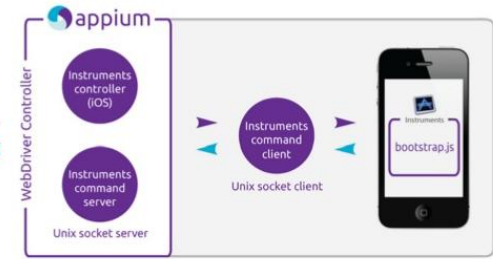 appium
WebDriver Controller
Instruments
controller
(iOS)
Instruments
command
server
Unix socket server
Instruments
command
client
Unix socket client
Instruments
bootstrap.js